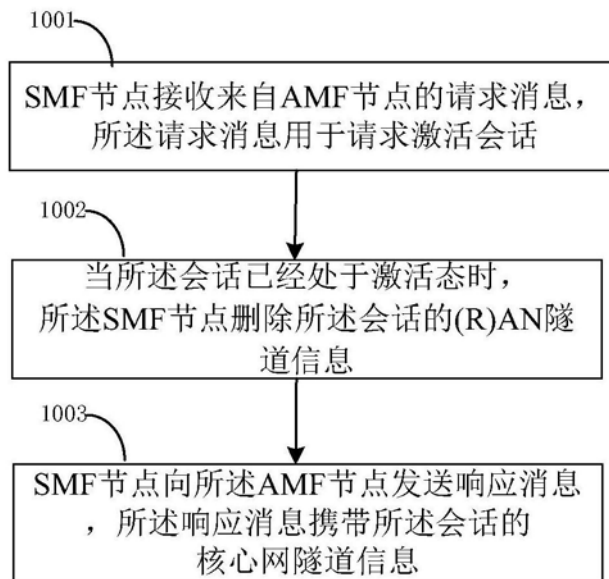 1001
SMF节点接收来自AMF节点的请求消息，
所述请求消息用于请求激活会话
1002
当所述会话已经处于激活态时，
所述SMF节点删除所述会话的(R)AN隧
道信息
1003
SMF节点向所述AMF节点发送响应消息
，所述响应消息携带所述会话的
核心网隧道信息